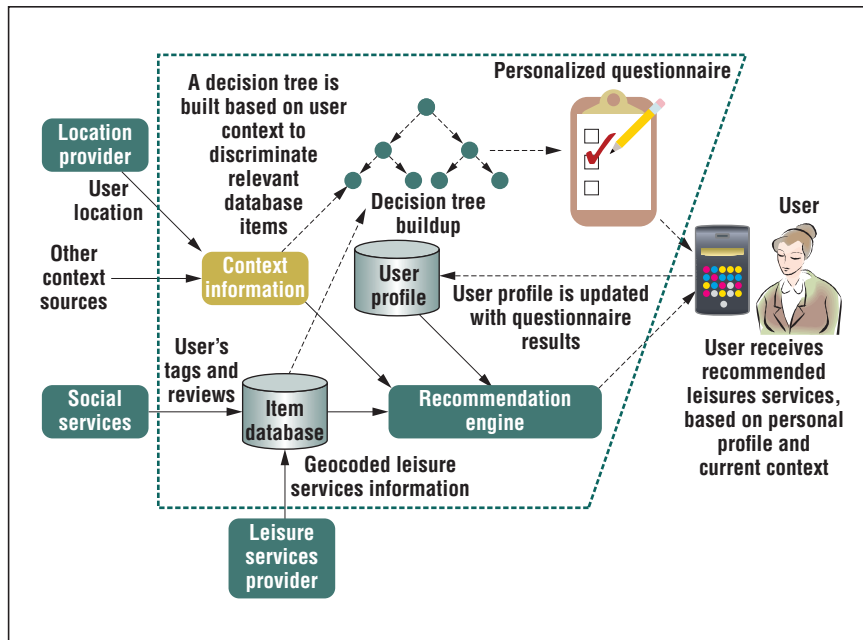 A decision tree is
built based on user
context to
discriminate
relevant
database
items
Personalized questionnaire
Location
provider
User
location
Decision tree
buildup
User
Other
context
sources
Context
information
User
profile
User profile is updated
with questionnaire
results
User's
tags and
reviews
User receives
recommended
leisures services,
based on personal
profile and
current context
Social
services
Item
database
Recommendation
engine
Geocoded leisure
services information
Leisure
services
provider